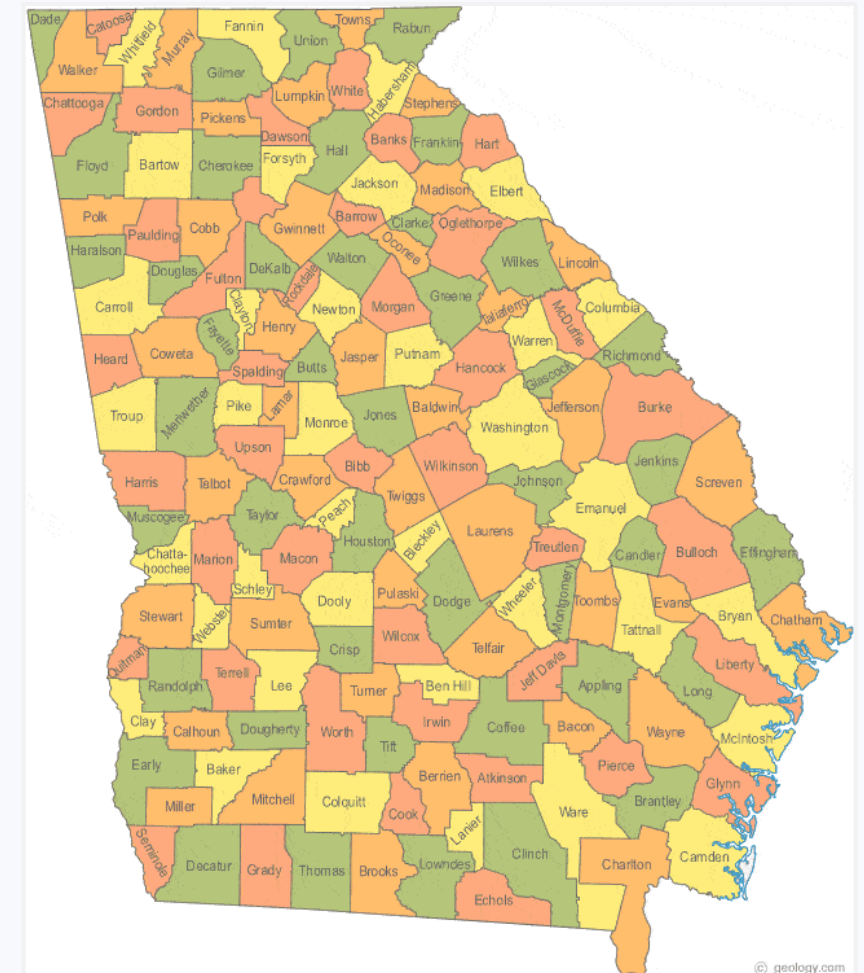 Dade
Catoosa
Whitfield
Murray
Fannin
Union
Towns
Rabun
Walker
Gilmer
Chattooga
Gordon
Pickens
Lumpkin
White
Habersham
Stephens
Dawson
Floyd
Bartow
Cherokee
Forsyth
Hall
Banks
Franklin
Hart
Jackson
Madison
Elbert
Polk
Paulding
Cobb
Gwinnett
Barrow
Clarke
Oglethorpe
Oconee
Haralson
Douglas
Fulton
DeKalb
Rockdale
Walton
Wilkes
Lincoln
Carroll
Fayette
Clayton
Henry
Newton
Morgan
Greene
Taliaferro
McDuffie
Columbia
Heard
Coweta
Spalding
Butts
Jasper
Putnam
Hancock
Warren
Richmond
Glascock
Troup
Meriwether
Pike
Lamar
Monroe
Jones
Baldwin
Washington
Jefferson
Burke
Upson
Harris
Talbot
Crawford
Bibb
Wilkinson
Twiggs
Johnson
Jenkins
Screven
Muscogee
Taylor
Peach
Houston
Bleckley
Laurens
Emanuel
Chatta-
hoochee
Marion
Schley
Macon
Treutlen
Candler
Bulloch
Effingham
Stewart
Webster
Sumter
Dooly
Pulaski
Dodge
Wheeler
Montgomery
Toombs
Evans
Tattnall
Bryan
Chatham
Quitman
Randolph
Terrell
Lee
Crisp
Wilcox
Telfair
Jeff Davis
Appling
Long
Liberty
Clay
Calhoun
Dougherty
Worth
Turner
Ben Hill
Irwin
Tift
Coffee
Bacon
Wayne
McIntosh
Early
Baker
Miller
Mitchell
Colquitt
Cook
Berrien
Atkinson
Ware
Pierce
Brantley
Glynn
Seminole
Decatur
Grady
Thomas
Brooks
Lowndes
Lanier
Clinch
Echols
Charlton
Camden
(c) geology.com